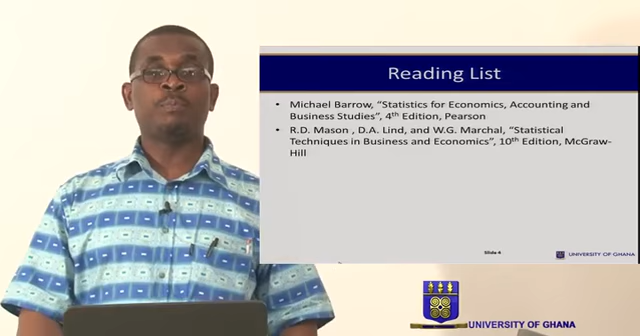 Reading List
• Michael Barrow, “Statistics for Economics, Accounting and
Business Studies”, 4th Edition, Pearson
• R.D. Mason , D.A. Lind, and W.G. Marchal, “Statistical
Techniques in Business and Economics”, 10th Edition, McGraw-
Hill
Slide 4
UNIVERSITY OF GHANA
UNIVERSITY OF GHANA